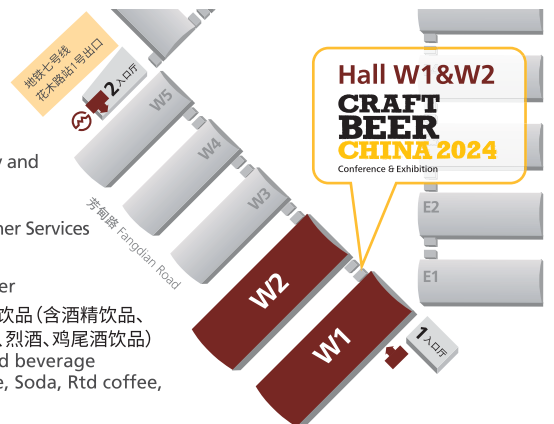 地铁七号线
花木路站1号出口
2入口厅
W5
W4
W3
W2
W1
芳甸路 Fangdian Road
Hall W1&W2
CRAFT
BEER
CHINA 2024
Conference & Exhibition
E2
E1
1入口厅
and
Services
饮品(含酒精饮品、
烈酒、鸡尾酒饮品)
beverage
Soda, Rtd coffee,